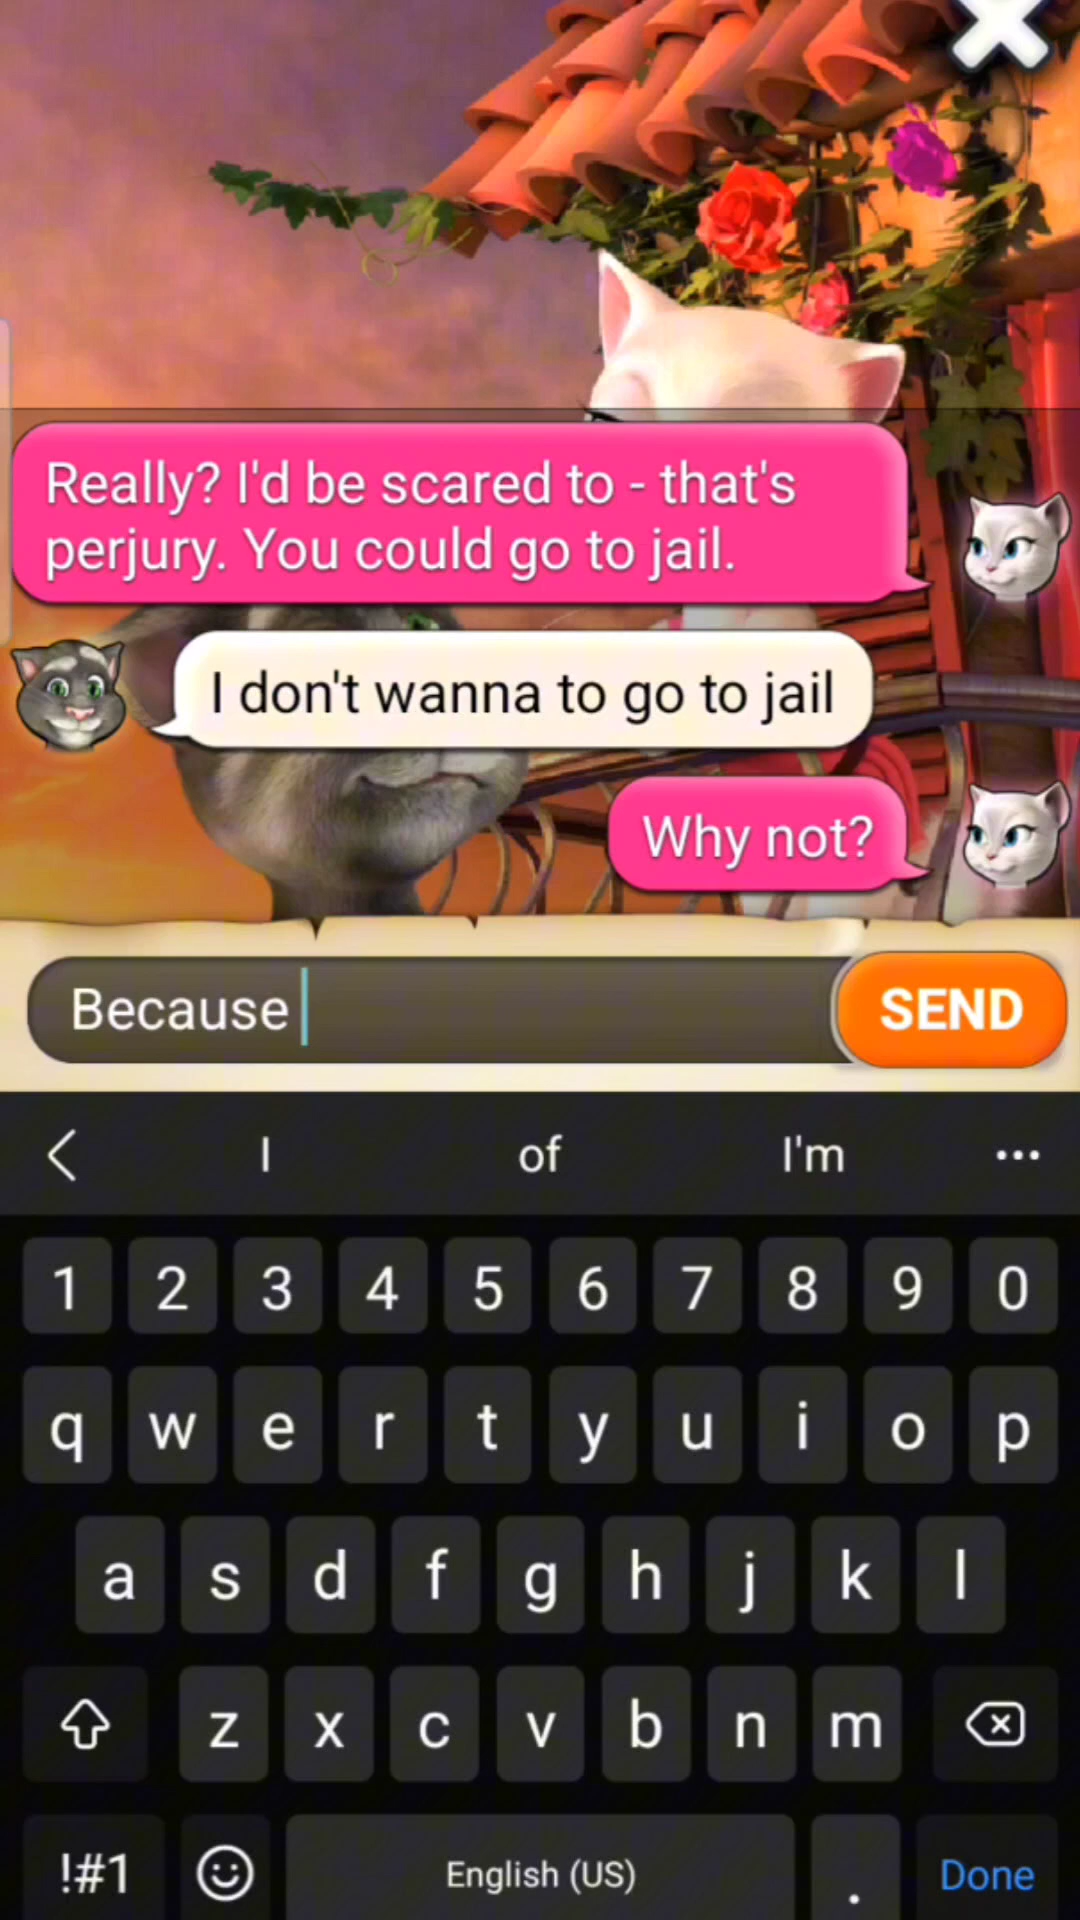 Really? I'd be scared to - that's
perjury. You could go to jail.
I don't wanna to go to jail
Why not?
Because
SEND
I of I'm
1 2 3 4 5 6 7 8 9 0
q w e r t y u i o p
a s d f g h j k l
z x c v b n m
!#1 English (US) . Done